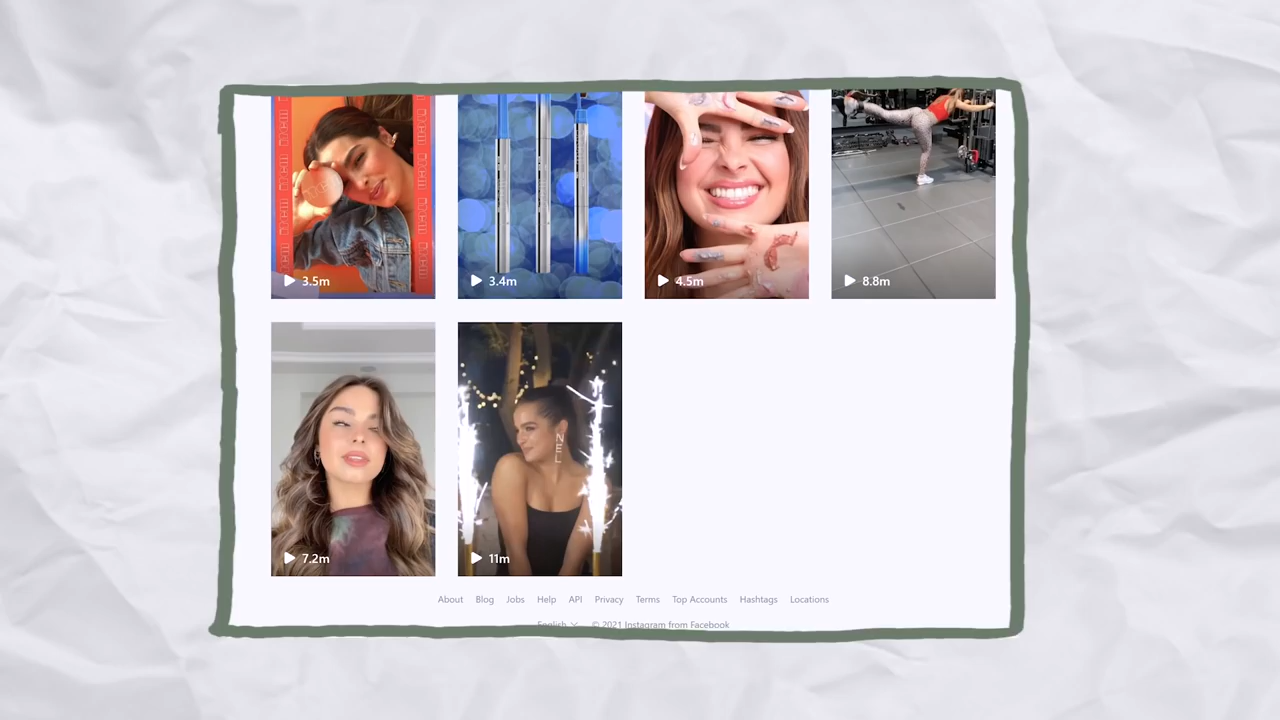 3.5m
3.4m
4.5m
8.8m
N
E
L
7.2m
11m
About Blog Jobs Help API Privacy Terms Top Accounts Hashtags Locations
English © 2021 Instagram from Facebook